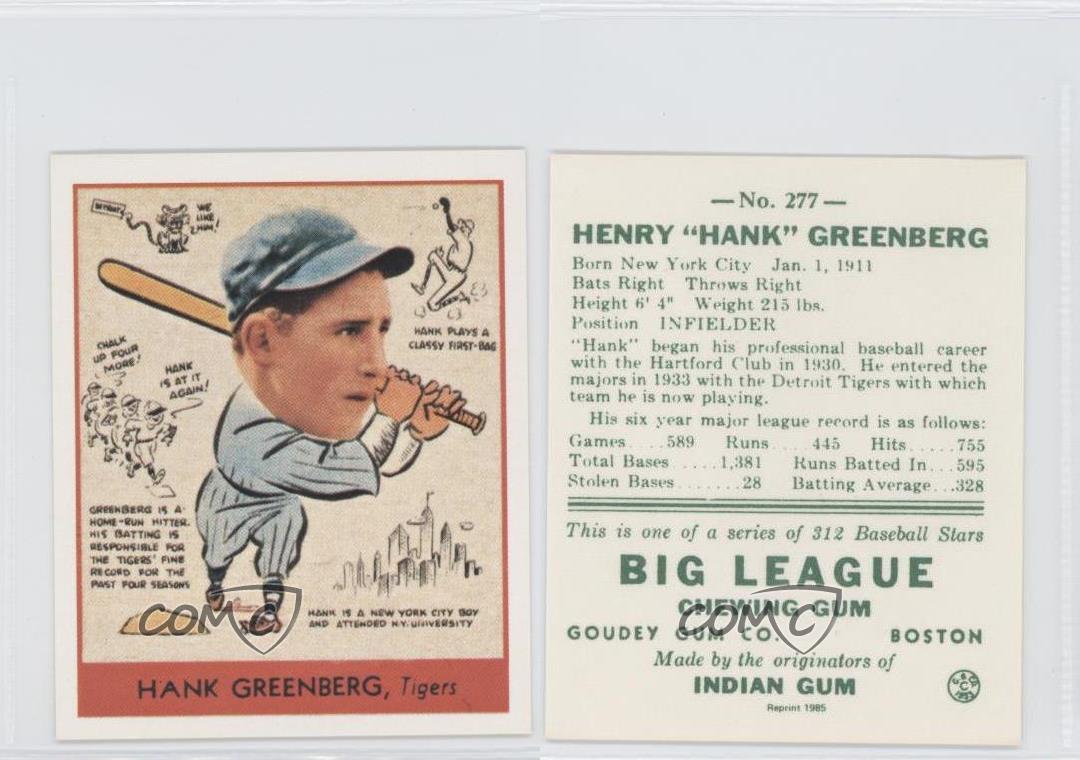 DETROIT
WE
LIKE
HIM!
HANK PLAYS A
CLASSY FIRST-BAG
CHALK
UP FOUR
MORE!
HANK
IS AT IT
AGAIN!
GREENBERG IS A
HOME-RUN HITTER.
HIS BATTING IS
RESPONSIBLE FOR
THE TIGERS' FINE
RECORD FOR THE
PAST FOUR SEASONS
HANK IS A NEW YORK CITY BOY
AND ATTENDED N.Y. UNIVERSITY
COMC
HANK GREENBERG, Tigers
— No. 277 —
HENRY "HANK" GREENBERG
Born New York City Jan. 1, 1911
Bats Right Throws Right
Height 6' 4" Weight 215 lbs.
Position INFIELDER
"Hank" began his professional baseball career
with the Hartford Club in 1930. He entered the
majors in 1933 with the Detroit Tigers with which
team he is now playing.
His six year major league record is as follows:
Games....589 Runs....445 Hits.....755
Total Bases ....1,381 Runs Batted In...595
Stolen Bases.......28 Batting Average...328
This is one of a series of 312 Baseball Stars
BIG LEAGUE
CHEWING GUM
GOUDEY GUM CO. BOSTON
COMC
Made by the originators of
INDIAN GUM
Reprint 1985